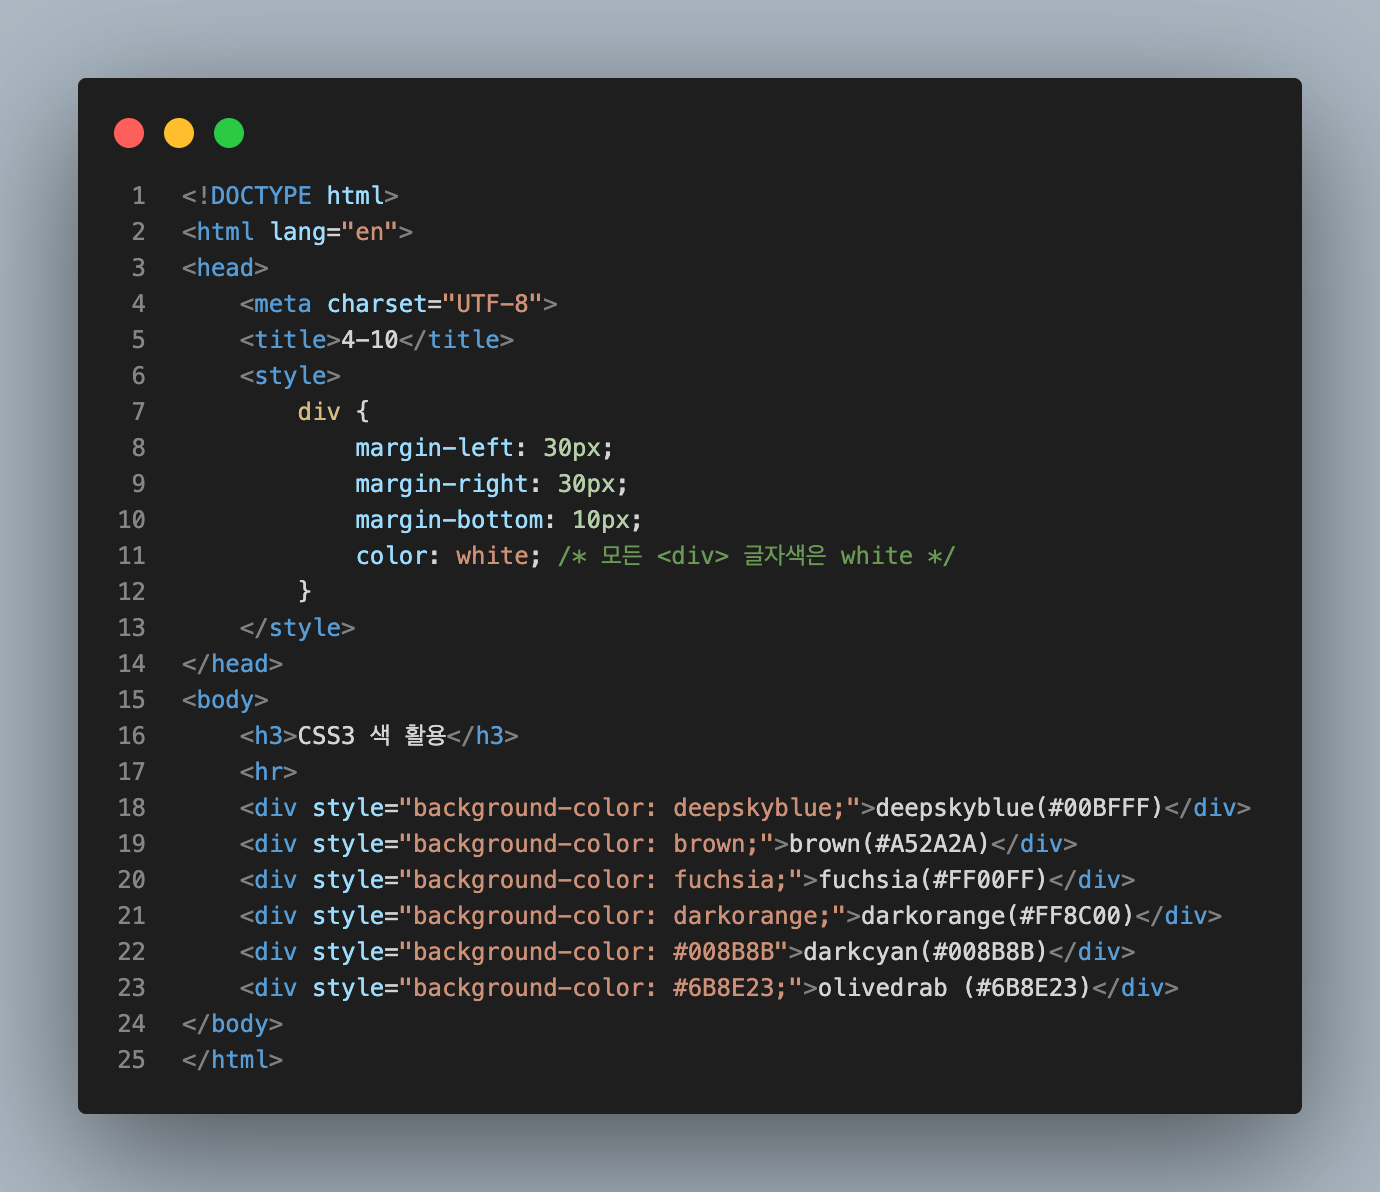 1 <!DOCTYPE html>
2 <html lang="en">
3 <head>
4     <meta charset="UTF-8">
5     <title>4-10</title>
6     <style>
7         div {
8             margin-left: 30px;
9             margin-right: 30px;
10             margin-bottom: 10px;
11             color: white; /* 모든 <div> 글자색은 white */
12         }
13     </style>
14 </head>
15 <body>
16     <h3>CSS3 색 활용</h3>
17     <hr>
18     <div style="background-color: deepskyblue;">deepskyblue(#00BFFF)</div>
19     <div style="background-color: brown;">brown(#A52A2A)</div>
20     <div style="background-color: fuchsia;">fuchsia(#FF00FF)</div>
21     <div style="background-color: darkorange;">darkorange(#FF8C00)</div>
22     <div style="background-color: #008B8B">darkcyan(#008B8B)</div>
23     <div style="background-color: #6B8E23;">olivedrab (#6B8E23)</div>
24 </body>
25 </html>